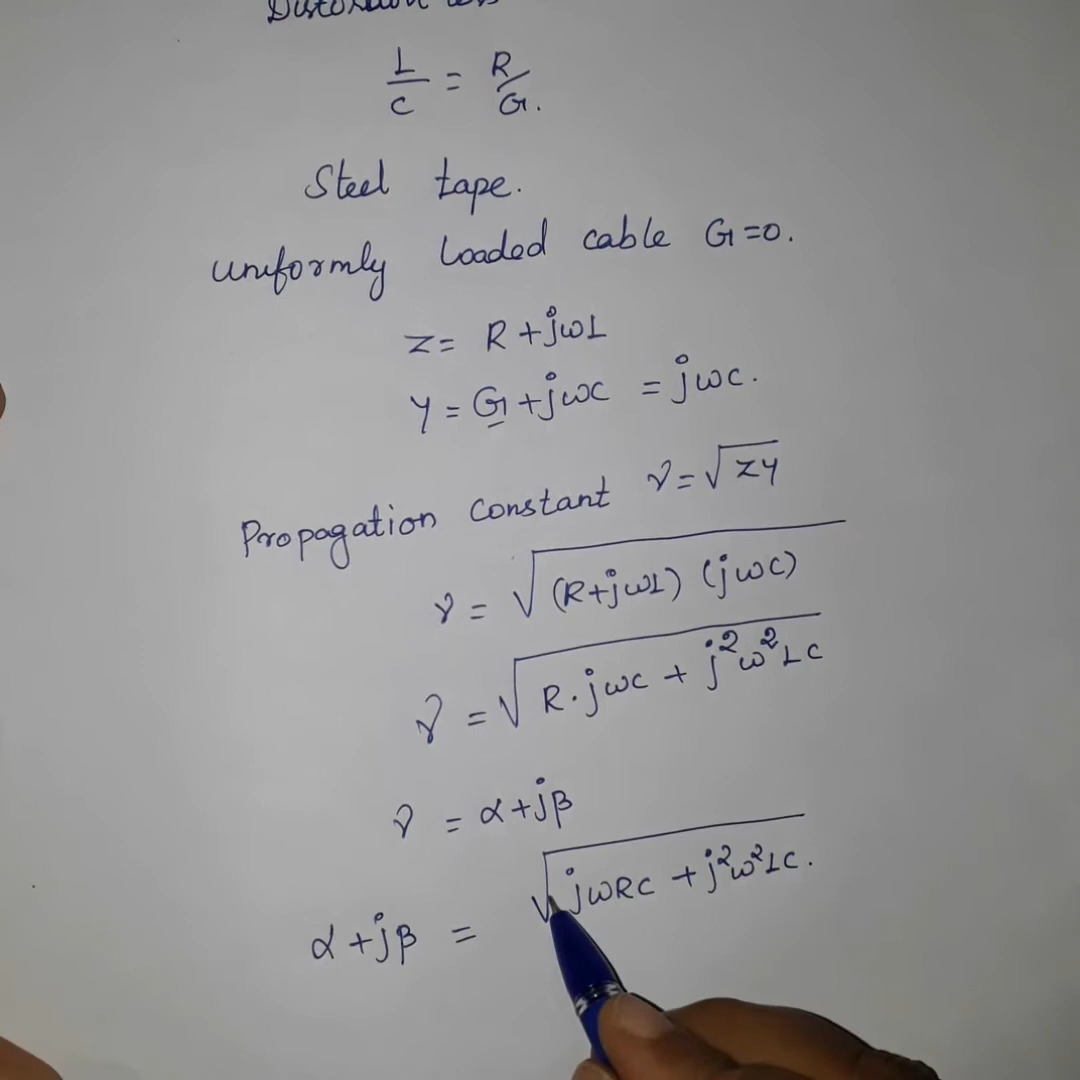 L/C = R/G.
Steel tape.
uniformly Loaded cable G=0.
Z = R + jωL
Y = G + jωC = jωC.
Propagation Constant γ = √ZY
γ = √(R+jωL) (jωC)
γ = √R.jωC + j²ω²LC
γ = α + jβ
α + jβ = √jωRC + j²ω²LC.